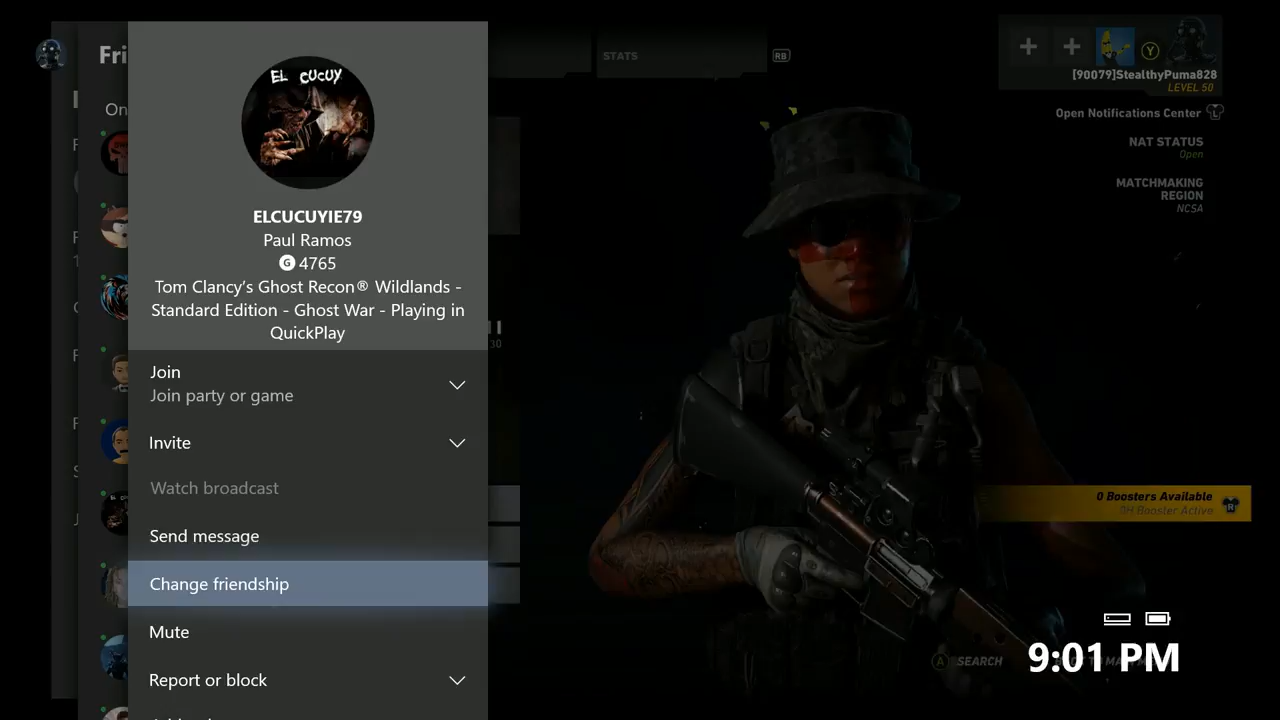 Fri
On
EL CUCUY
ELCUCUYIE79
Paul Ramos
G 4765
Tom Clancy's Ghost Recon® Wildlands -
Standard Edition - Ghost War - Playing in
QuickPlay
Join
Join party or game
Invite
Watch broadcast
Send message
Change friendship
Mute
Report or block
STATS
RB
Y
[90079]StealthyPuma828
LEVEL 50
Open Notifications Center L
NAT STATUS
Open
MATCHMAKING
REGION
NCSA
30
0 Boosters Available
0H Booster Active
R
A SEARCH
9:01 PM